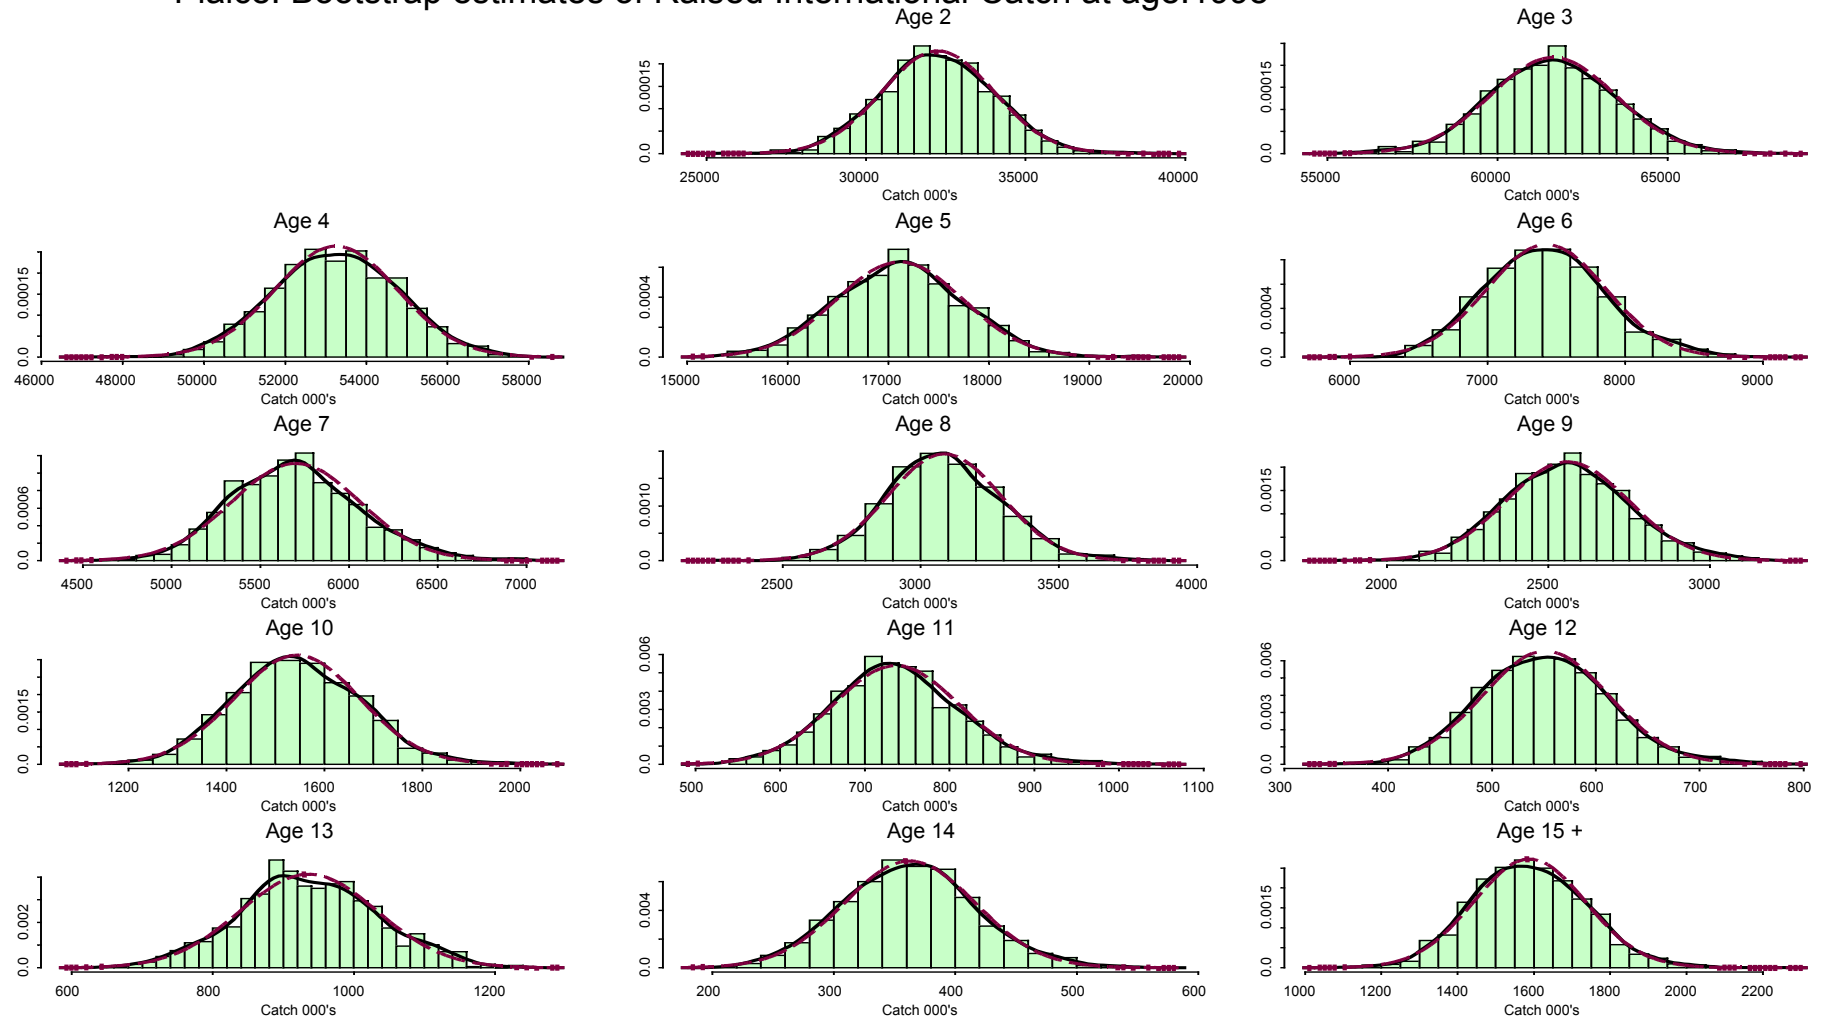 Plaice: Bootstrap estimates of Raised International Catch at age:
Age 2
0.0 0.00015
25000 30000 35000 40000
Catch 000's
Age 3
0.0 0.00015
55000 60000 65000
Catch 000's
Age 4
0.0 0.00015
46000 48000 50000 52000 54000 56000 58000
Catch 000's
Age 5
0.0 0.0004
15000 16000 17000 18000 19000 20000
Catch 000's
Age 6
0.0 0.0004
6000 7000 8000 9000
Catch 000's
Age 7
0.0 0.0006
4500 5000 5500 6000 6500 7000
Catch 000's
Age 8
0.0 0.0010
2500 3000 3500 4000
Catch 000's
Age 9
0.0 0.0015
2000 2500 3000
Catch 000's
Age 10
0.0 0.0015
1200 1400 1600 1800 2000
Catch 000's
Age 11
0.0 0.003 0.006
500 600 700 800 900 1000 1100
Catch 000's
Age 12
0.0 0.003 0.006
300 400 500 600 700 800
Catch 000's
Age 13
0.0 0.002
600 800 1000 1200
Catch 000's
Age 14
0.0 0.004
200 300 400 500 600
Catch 000's
Age 15 +
0.0 0.0015
1000 1200 1400 1600 1800 2000 2200
Catch 000's